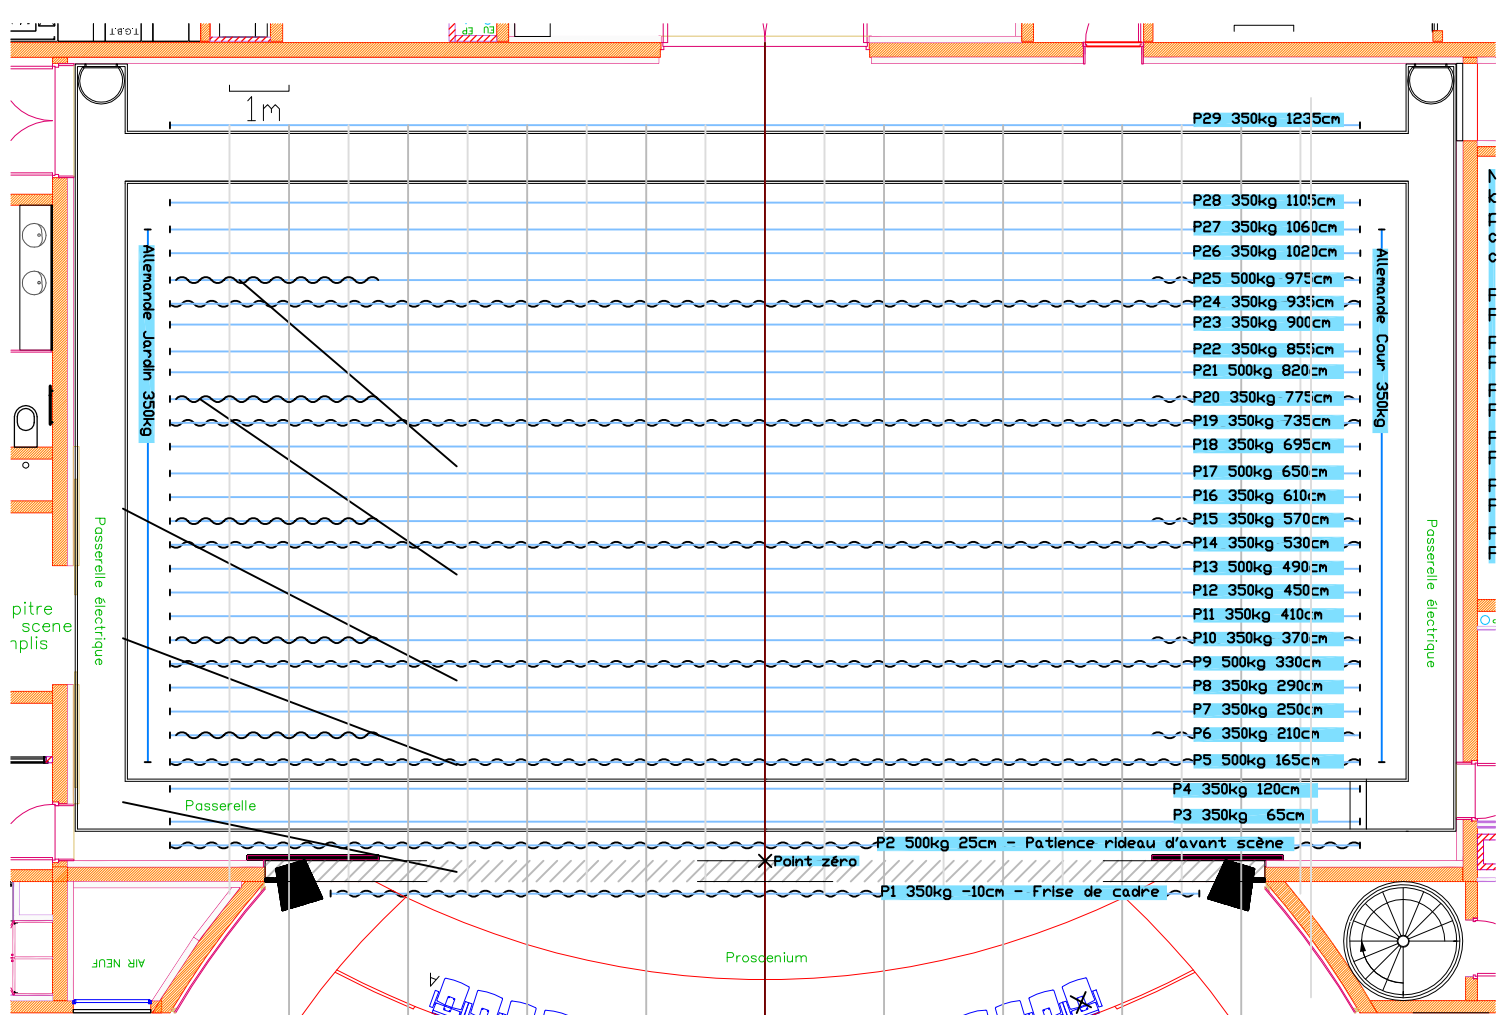 T.G.B.T.
EU
EP
1m
P29 350kg 1235cm
P28 350kg 1105cm
P27 350kg 1060cm
P26 350kg 1020cm
P25 500kg 975cm
P24 350kg 935cm
P23 350kg 900cm
P22 350kg 855cm
P21 500kg 820cm
P20 350kg 775cm
P19 350kg 735cm
P18 350kg 695cm
P17 500kg 650cm
P16 350kg 610cm
P15 350kg 570cm
P14 350kg 530cm
P13 500kg 490cm
P12 350kg 450cm
P11 350kg 410cm
P10 350kg 370cm
P9 500kg 330cm
P8 350kg 290cm
P7 350kg 250cm
P6 350kg 210cm
P5 500kg 165cm
P4 350kg 120cm
P3 350kg 65cm
P2 500kg 25cm - Patience rideau d'avant scène
Point zéro
P1 350kg -10cm - Frise de cadre
Allemande Jardin 350kg
Allemande Cour 350kg
Passerelle électrique
Passerelle électrique
pitre
scene
nplis
Passerelle
Proscenium
AIR NEUF
A